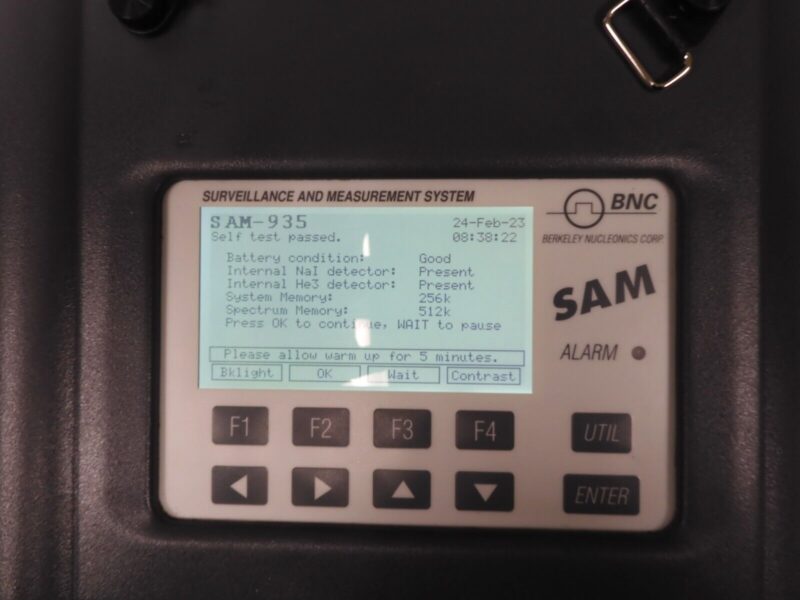 SURVEILLANCE AND MEASUREMENT SYSTEM
BNC
BERKELEY NUCLEONICS CORP.
SAM-935 24-Feb-23
Self test passed. 08:38:22
Battery condition: Good
Internal NaI detector: Present
Internal He3 detector: Present
System Memory: 256k
Spectrum Memory: 512k
Press OK to continue, WAIT to pause
Please allow warm up for 5 minutes.
Bklight OK Wait Contrast
SAM
ALARM
F1 F2 F3 F4 UTIL
ENTER